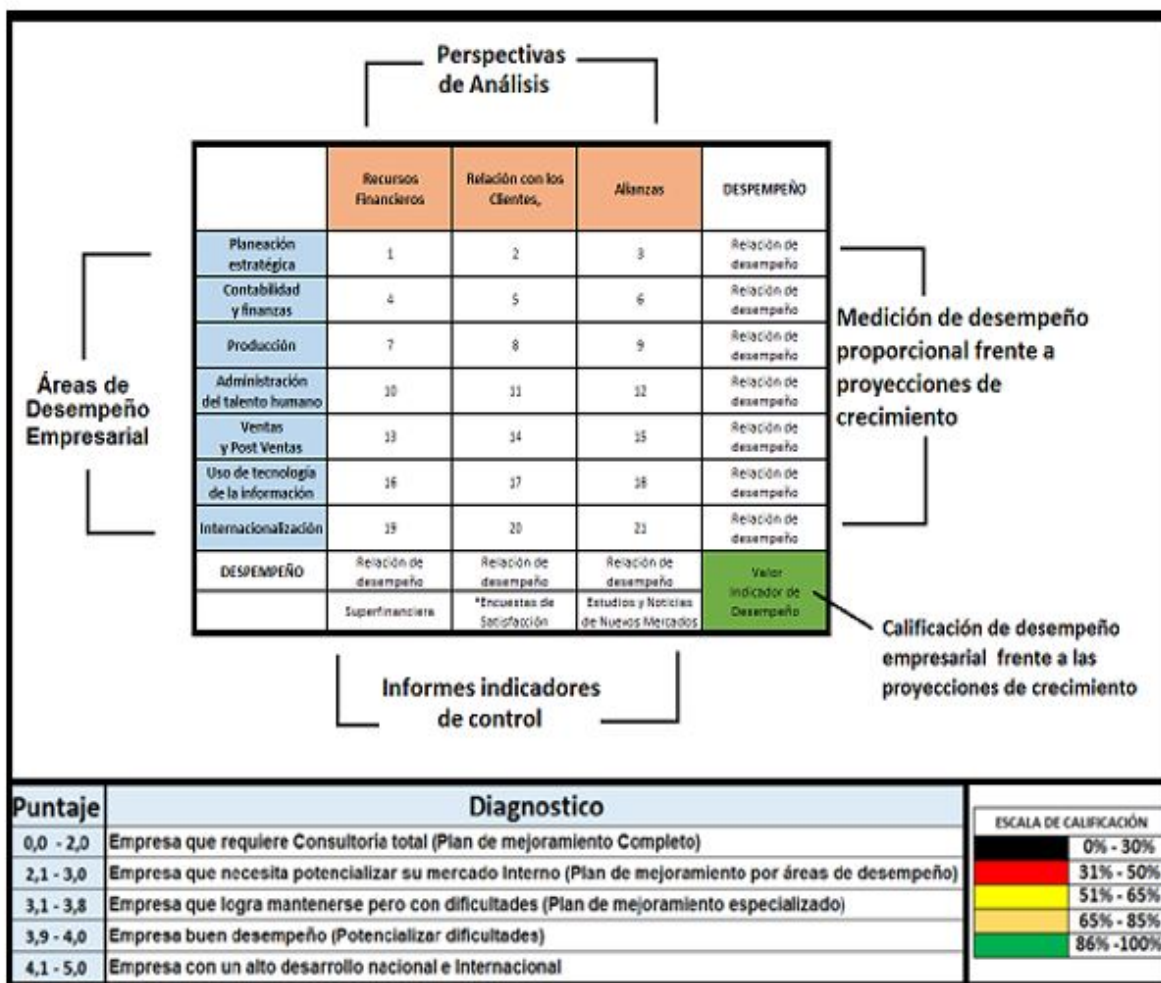 Perspectivas
de Análisis
Recursos
Financieros
Relación con los
Clientes,
Alianzas
DESPEMPEÑO
Planeación
estratégica
1
2
3
Relación de
desempeño
Contabilidad
y finanzas
4
5
6
Relación de
desempeño
Producción
7
8
9
Relación de
desempeño
Administración
del talento humano
10
11
12
Relación de
desempeño
Ventas
y Post Ventas
13
14
15
Relación de
desempeño
Uso de tecnología
de la información
16
17
18
Relación de
desempeño
Internacionalización
19
20
21
Relación de
desempeño
DESPEMPEÑO
Relación de
desempeño
Relación de
desempeño
Relación de
desempeño
Valor
Indicador de
Desempeño
Superfinanciera
*Encuestas de
Satisfacción
Estudios y Noticias
de Nuevos Mercados
Áreas de
Desempeño
Empresarial
Medición de desempeño
proporcional frente a
proyecciones de
crecimiento
Calificación de desempeño
empresarial frente a las
proyecciones de crecimiento
Informes indicadores
de control
Puntaje
Diagnostico
0,0 - 2,0 Empresa que requiere Consultoría total (Plan de mejoramiento Completo)
2,1 - 3,0 Empresa que necesita potencializar su mercado Interno (Plan de mejoramiento por áreas de desempeño)
3,1 - 3,8 Empresa que logra mantenerse pero con dificultades (Plan de mejoramiento especializado)
3,9 - 4,0 Empresa buen desempeño (Potencializar dificultades)
4,1 - 5,0 Empresa con un alto desarrollo nacional e Internacional
ESCALA DE CALIFICACIÓN
0% - 30%
31% - 50%
51% - 65%
65% - 85%
86% -100%